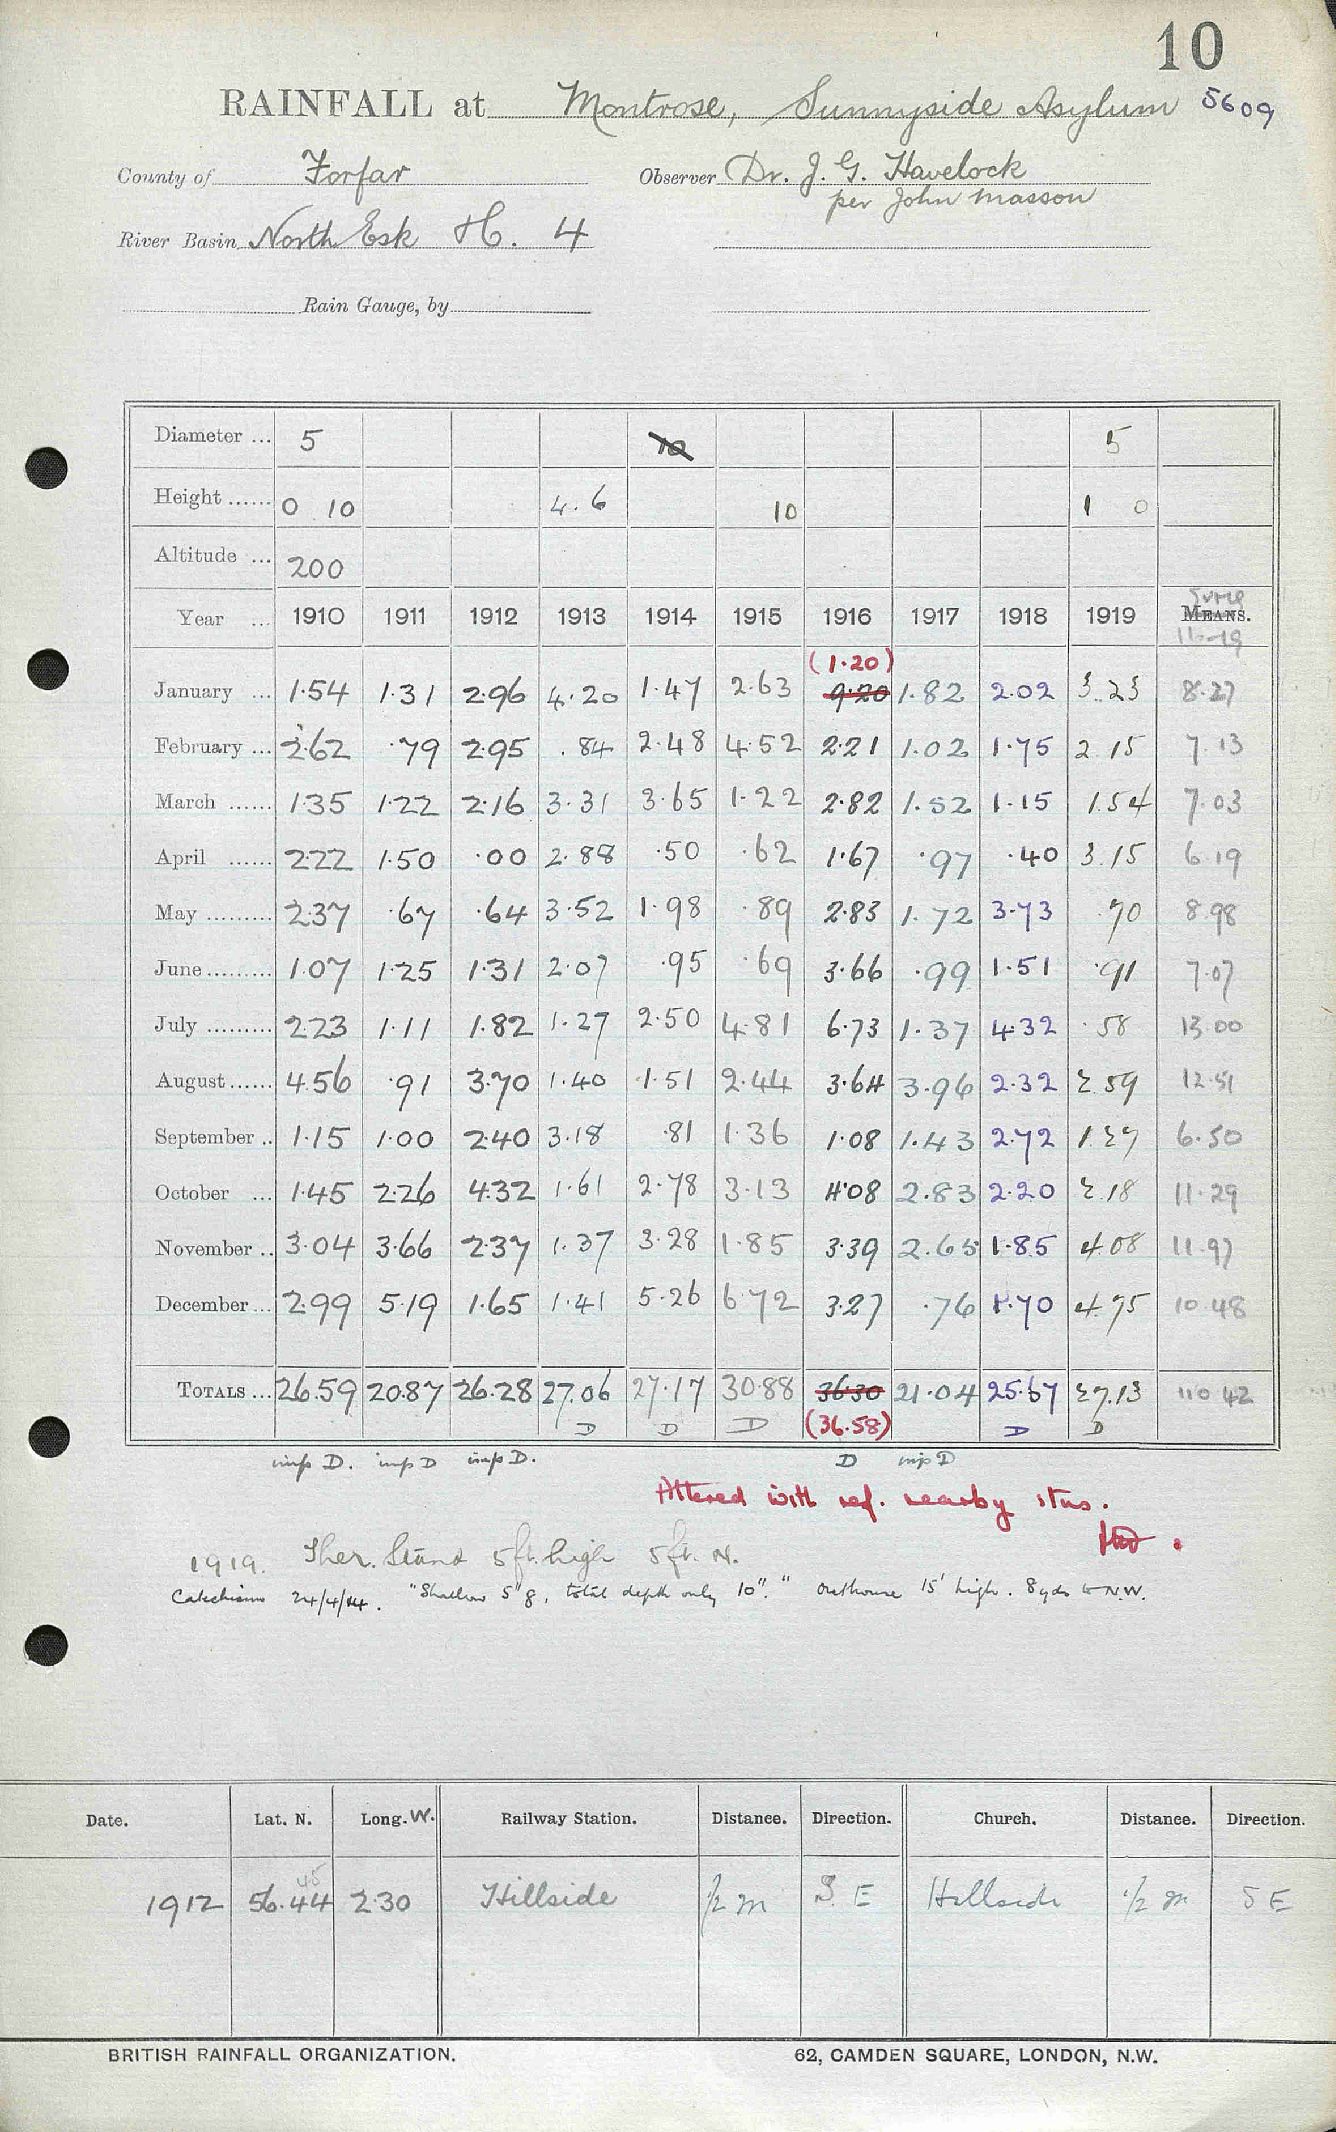 10
RAINFALL at Montrose, Sunnyside Asylum 5609
County of Forfar Observer Dr. J. G. Havelock
per John Masson
River Basin North Esk H. 4
Rain Gauge, by
Diameter ... 5 10 5
Height ...... 0 10 4.6 10 1 0
Altitude ... 200
Year ... 1910 1911 1912 1913 1914 1915 1916 1917 1918 1919 MEANS.
(1.20)
January ... 1.54 1.31 2.96 4.20 1.47 2.63 9.20 1.82 2.02 3.23 8.27
February ... 2.62 .79 2.95 .84 2.48 4.52 2.21 1.02 1.75 2.15 7.13
March ...... 1.35 1.22 2.16 3.31 3.65 1.22 2.82 1.52 1.15 1.54 7.03
April ...... 2.22 1.50 .00 2.88 .50 .62 1.67 .97 .40 3.15 6.19
May ......... 2.37 .67 .64 3.52 1.98 .89 2.83 1.72 3.73 .70 8.98
June ......... 1.07 1.25 1.31 2.07 .95 .69 3.66 .99 1.51 .91 7.07
July ......... 2.23 1.11 1.82 1.27 2.50 4.81 6.73 1.37 4.32 .58 13.00
August ...... 4.56 .91 3.70 1.40 1.51 2.44 3.64 3.96 2.32 2.59 12.51
September .. 1.15 1.00 2.40 3.18 .81 1.36 1.08 1.43 2.72 1.27 6.50
October ... 1.45 2.26 4.32 1.61 2.78 3.13 4.08 2.83 2.20 2.18 11.29
November .. 3.04 3.66 2.37 1.37 3.28 1.85 3.39 2.65 1.85 4.08 11.97
December ... 2.99 5.19 1.65 1.41 5.26 6.72 3.27 .76 1.70 4.75 10.48
TOTALS ... 26.59 20.87 26.28 27.06 27.17 30.88 36.30 21.04 25.67 27.13 110.42
D D D (36.58) D D
imp D. imp D imp D. D imp D
Altered with ref. nearby stns.
1919. Ther. Stand 5ft. high 5ft. N.
Catechism 24/4/14. "Shallow 5" g, total depth only 10"." Outhouse 15' high. 8 yds to N.W.
Date. Lat. N. Long. W. Railway Station. Distance. Direction. Church. Distance. Direction.
45
1912 56.44 2.30 Hillside 1/2 m S E Hillside 1/2 m S E
BRITISH RAINFALL ORGANIZATION. 62, CAMDEN SQUARE, LONDON, N.W.